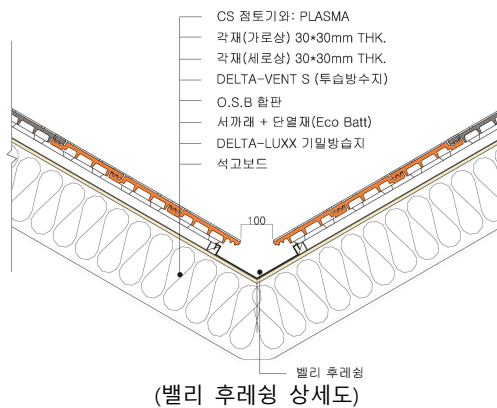 CS 점토기와: PLASMA
각재(가로상) 30*30mm THK.
각재(세로상) 30*30mm THK.
DELTA-VENT S (투습방수지)
O.S.B 합판
서까래 + 단열재(Eco Batt)
DELTA-LUXX 기밀방습지
석고보드
100
벨리 후레슁
(밸리 후레슁 상세도)